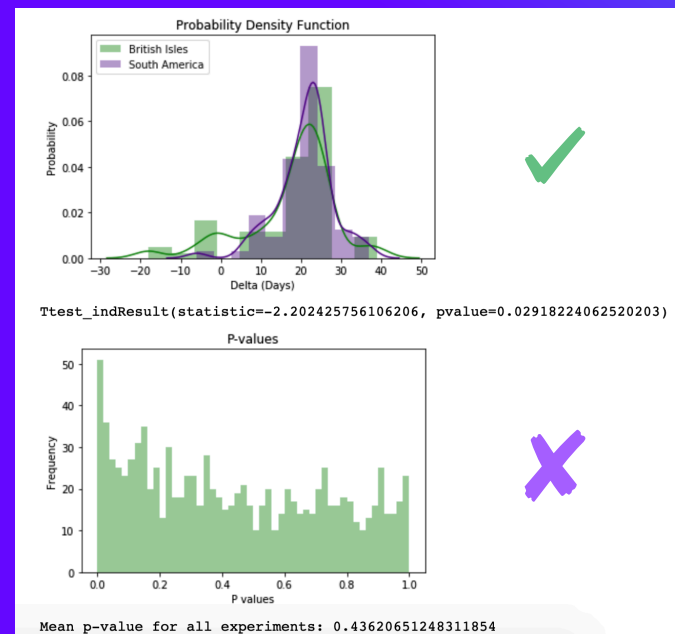 Probability Density Function
British Isles
South America
Probability
0.08
0.06
0.04
0.02
0.00
−30 −20 −10 0 10 20 30 40 50
Delta (Days)
Ttest_indResult(statistic=-2.202425756106206, pvalue=0.02918224062520203)
P-values
Frequency
50
40
30
20
10
0
0.0 0.2 0.4 0.6 0.8 1.0
P values
Mean p-value for all experiments: 0.43620651248311854